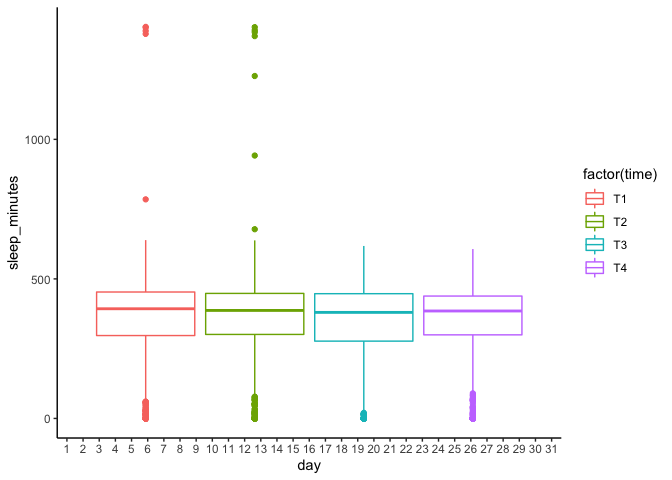 1000
500
0
sleep_minutes
1 2 3 4 5 6 7 8 9 10 11 12 13 14 15 16 17 18 19 20 21 22 23 24 25 26 27 28 29 30 31
day
factor(time)
T1
T2
T3
T4